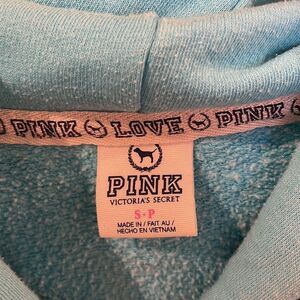 PINK LOVE PINK
PINK
VICTORIA'S SECRET
S-P
MADE IN / FAIT AU /
HECHO EN VIETNAM